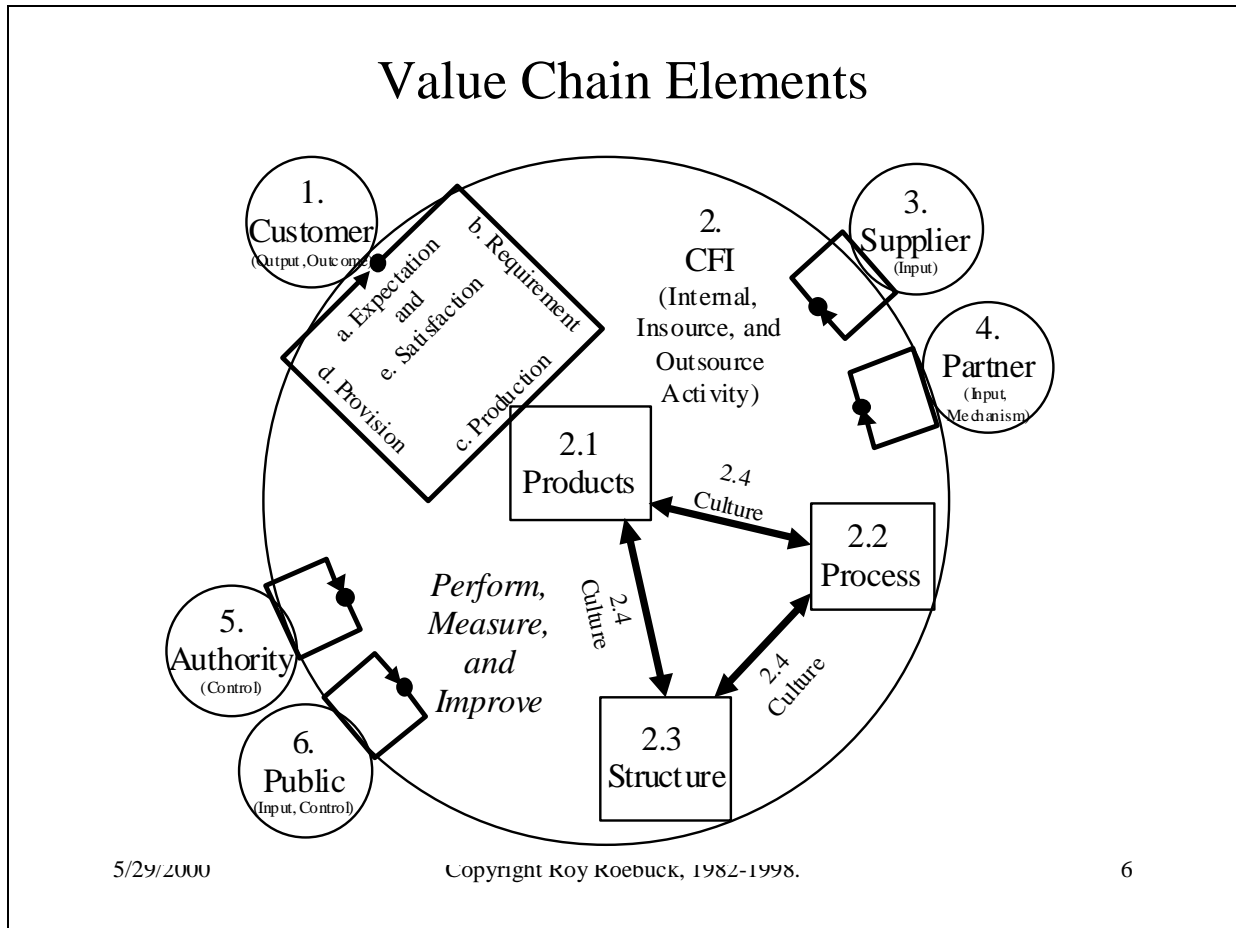 Value Chain Elements
1.
Customer
(Output, Outcome)
a. Expectation
and
e. Satisfaction
b. Requirement
c. Production
d. Provision
2.
CFI
(Internal,
Insource, and
Outsource
Activity)
3.
Supplier
(Input)
4.
Partner
(Input,
Mechanism)
2.1
Products
2.4
Culture
2.2
Process
2.4
Culture
2.4
Culture
2.3
Structure
Perform,
Measure,
and
Improve
5.
Authority
(Control)
6.
Public
(Input, Control)
5/29/2000
Copyright Roy Roebuck, 1982-1998.
6